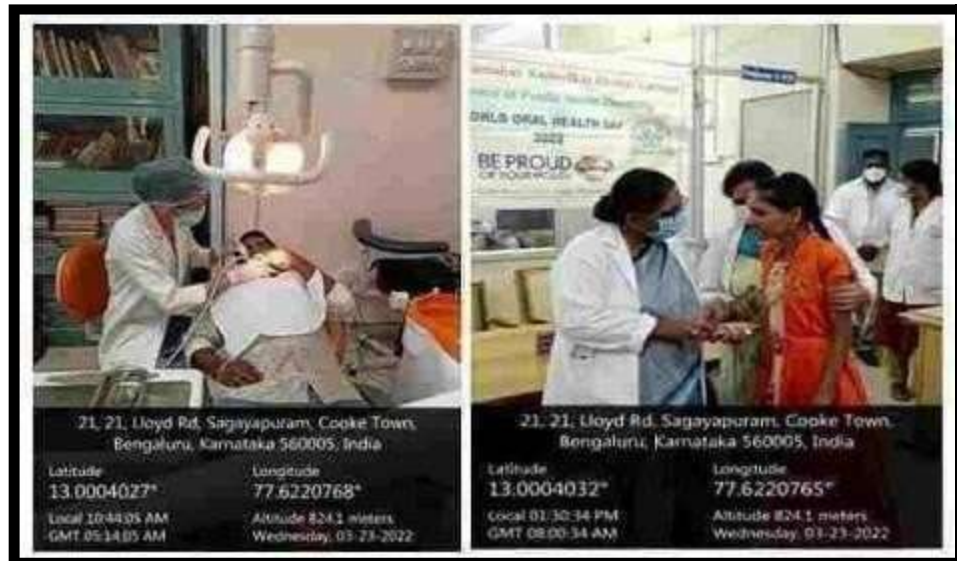 ORAL HEALTH DAY
2022
BE PROUD
OF YOUR MOUTH
21, 21, Lloyd Rd, Sagayapuram, Cooke Town,
Bengaluru, Karnataka 560005, India
Latitude
13.0004027°
Longitude
77.6220768°
Local 10:44:05 AM
GMT 05:14:05 AM
Altitude 824.1 meters
Wednesday, 03-23-2022
21, 21, Lloyd Rd, Sagayapuram, Cooke Town,
Bengaluru, Karnataka 560005, India
Latitude
13.0004032°
Longitude
77.6220765°
Local 01:30:34 PM
GMT 08:00:34 AM
Altitude 824.1 meters
Wednesday, 03-23-2022